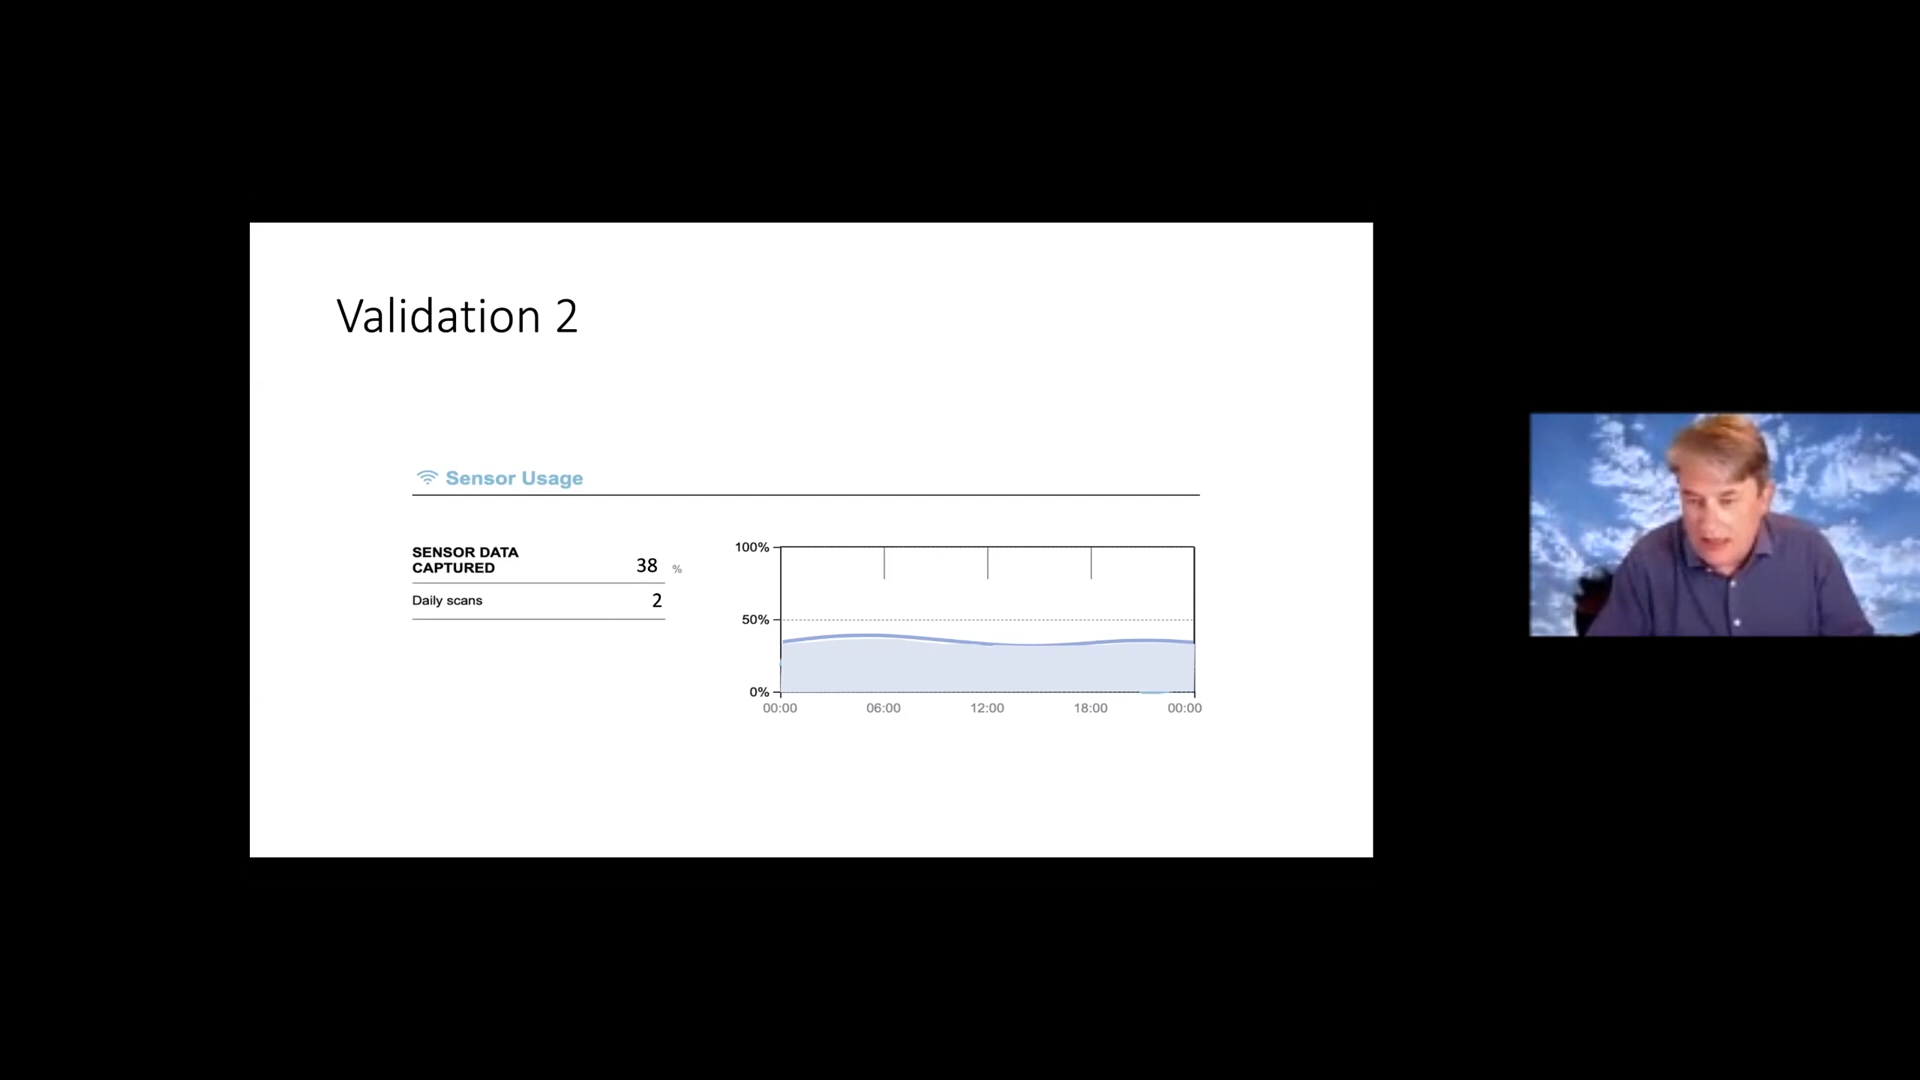 Validation 2
Sensor Usage
SENSOR DATA
CAPTURED 38 %
Daily scans 2
100%
50%
0%
00:00 06:00 12:00 18:00 00:00